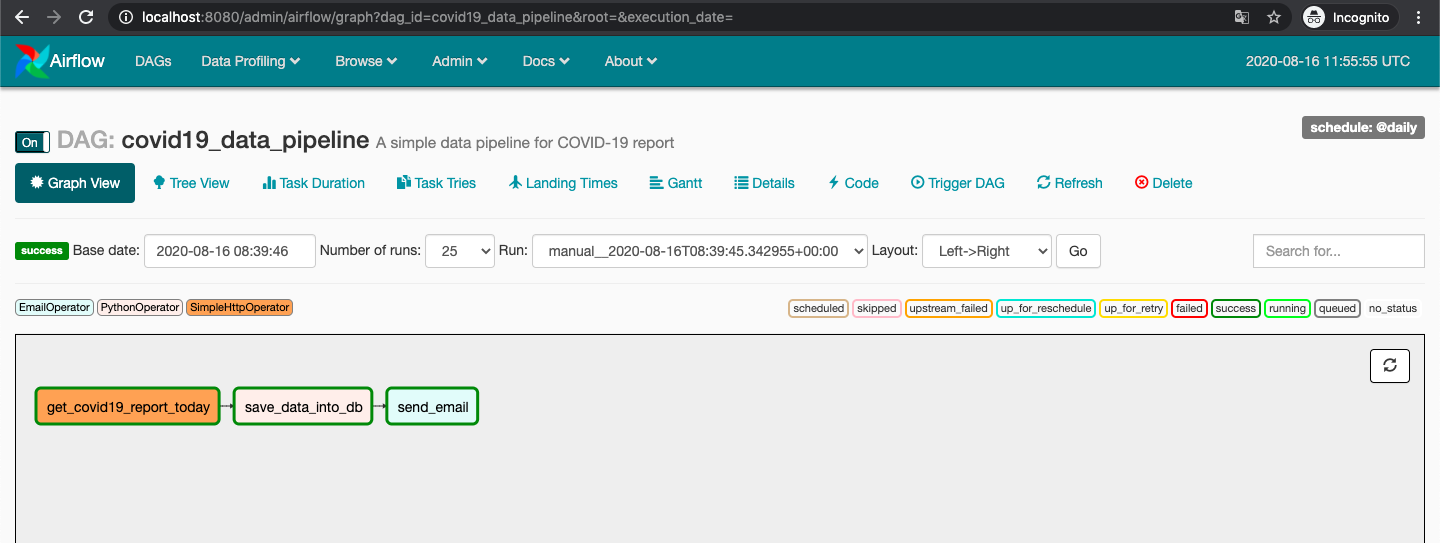 localhost:8080/admin/airflow/graph?dag_id=covid19_data_pipeline&root=&execution_date=
Incognito
Airflow DAGs Data Profiling Browse Admin Docs About 2020-08-16 11:55:55 UTC
On DAG: covid19_data_pipeline A simple data pipeline for COVID-19 report schedule: @daily
Graph View Tree View Task Duration Task Tries Landing Times Gantt Details Code Trigger DAG Refresh Delete
success Base date: 2020-08-16 08:39:46 Number of runs: 25 Run: manual__2020-08-16T08:39:45.342955+00:00 Layout: Left->Right Go Search for...
EmailOperator PythonOperator SimpleHttpOperator scheduled skipped upstream_failed up_for_reschedule up_for_retry failed success running queued no_status
get_covid19_report_today save_data_into_db send_email